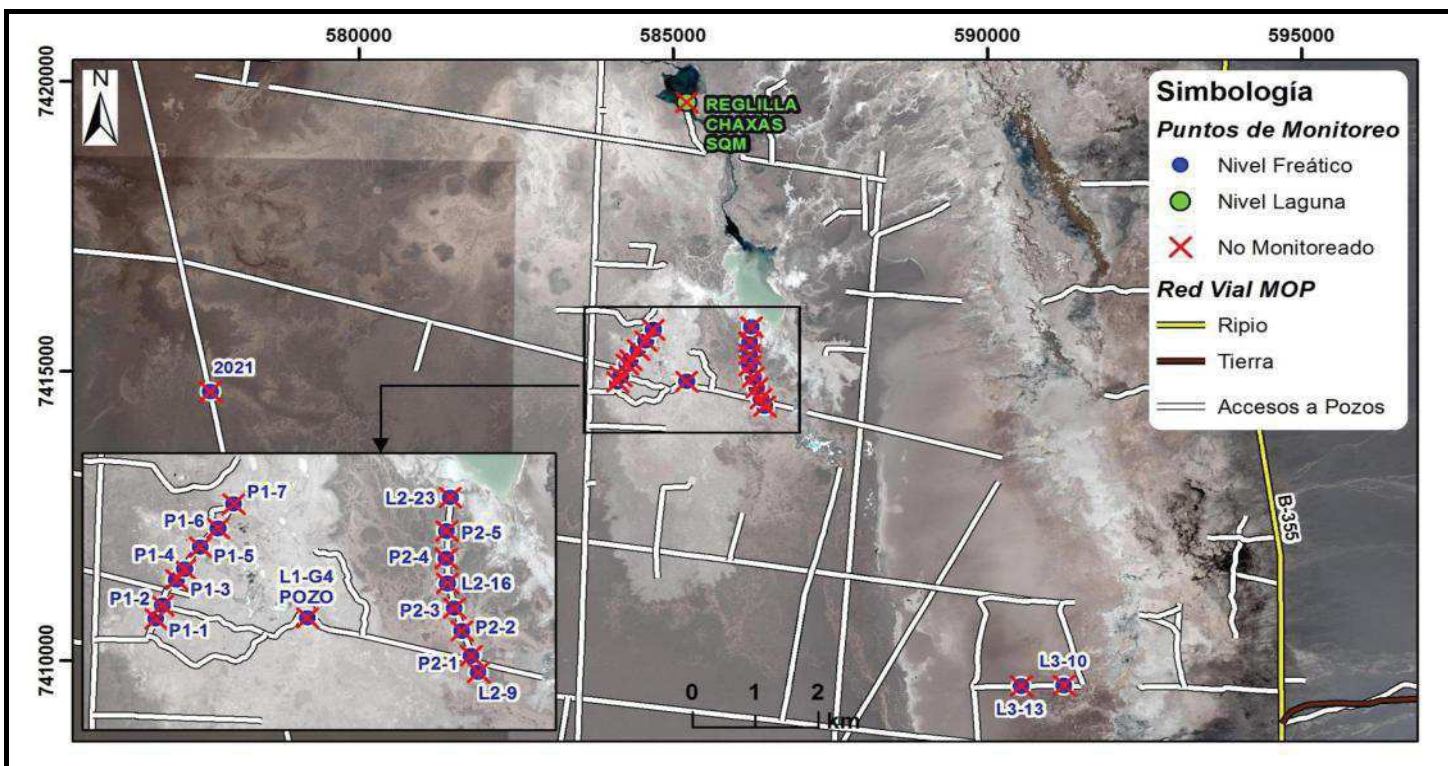 580000
585000
590000
595000
7420000
7415000
7410000
N
REGLILLA
CHAXAS
SQM
Simbología
Puntos de Monitoreo
Nivel Freático
Nivel Laguna
No Monitoreado
Red Vial MOP
Ripio
Tierra
Accesos a Pozos
2021
B-355
P1-7
P1-6
P1-5
P1-4
P1-3
P1-2
P1-1
L1-G4
POZO
L2-23
P2-5
P2-4
L2-16
P2-3
P2-2
P2-1
L2-9
L3-10
L3-13
0 1 2
km